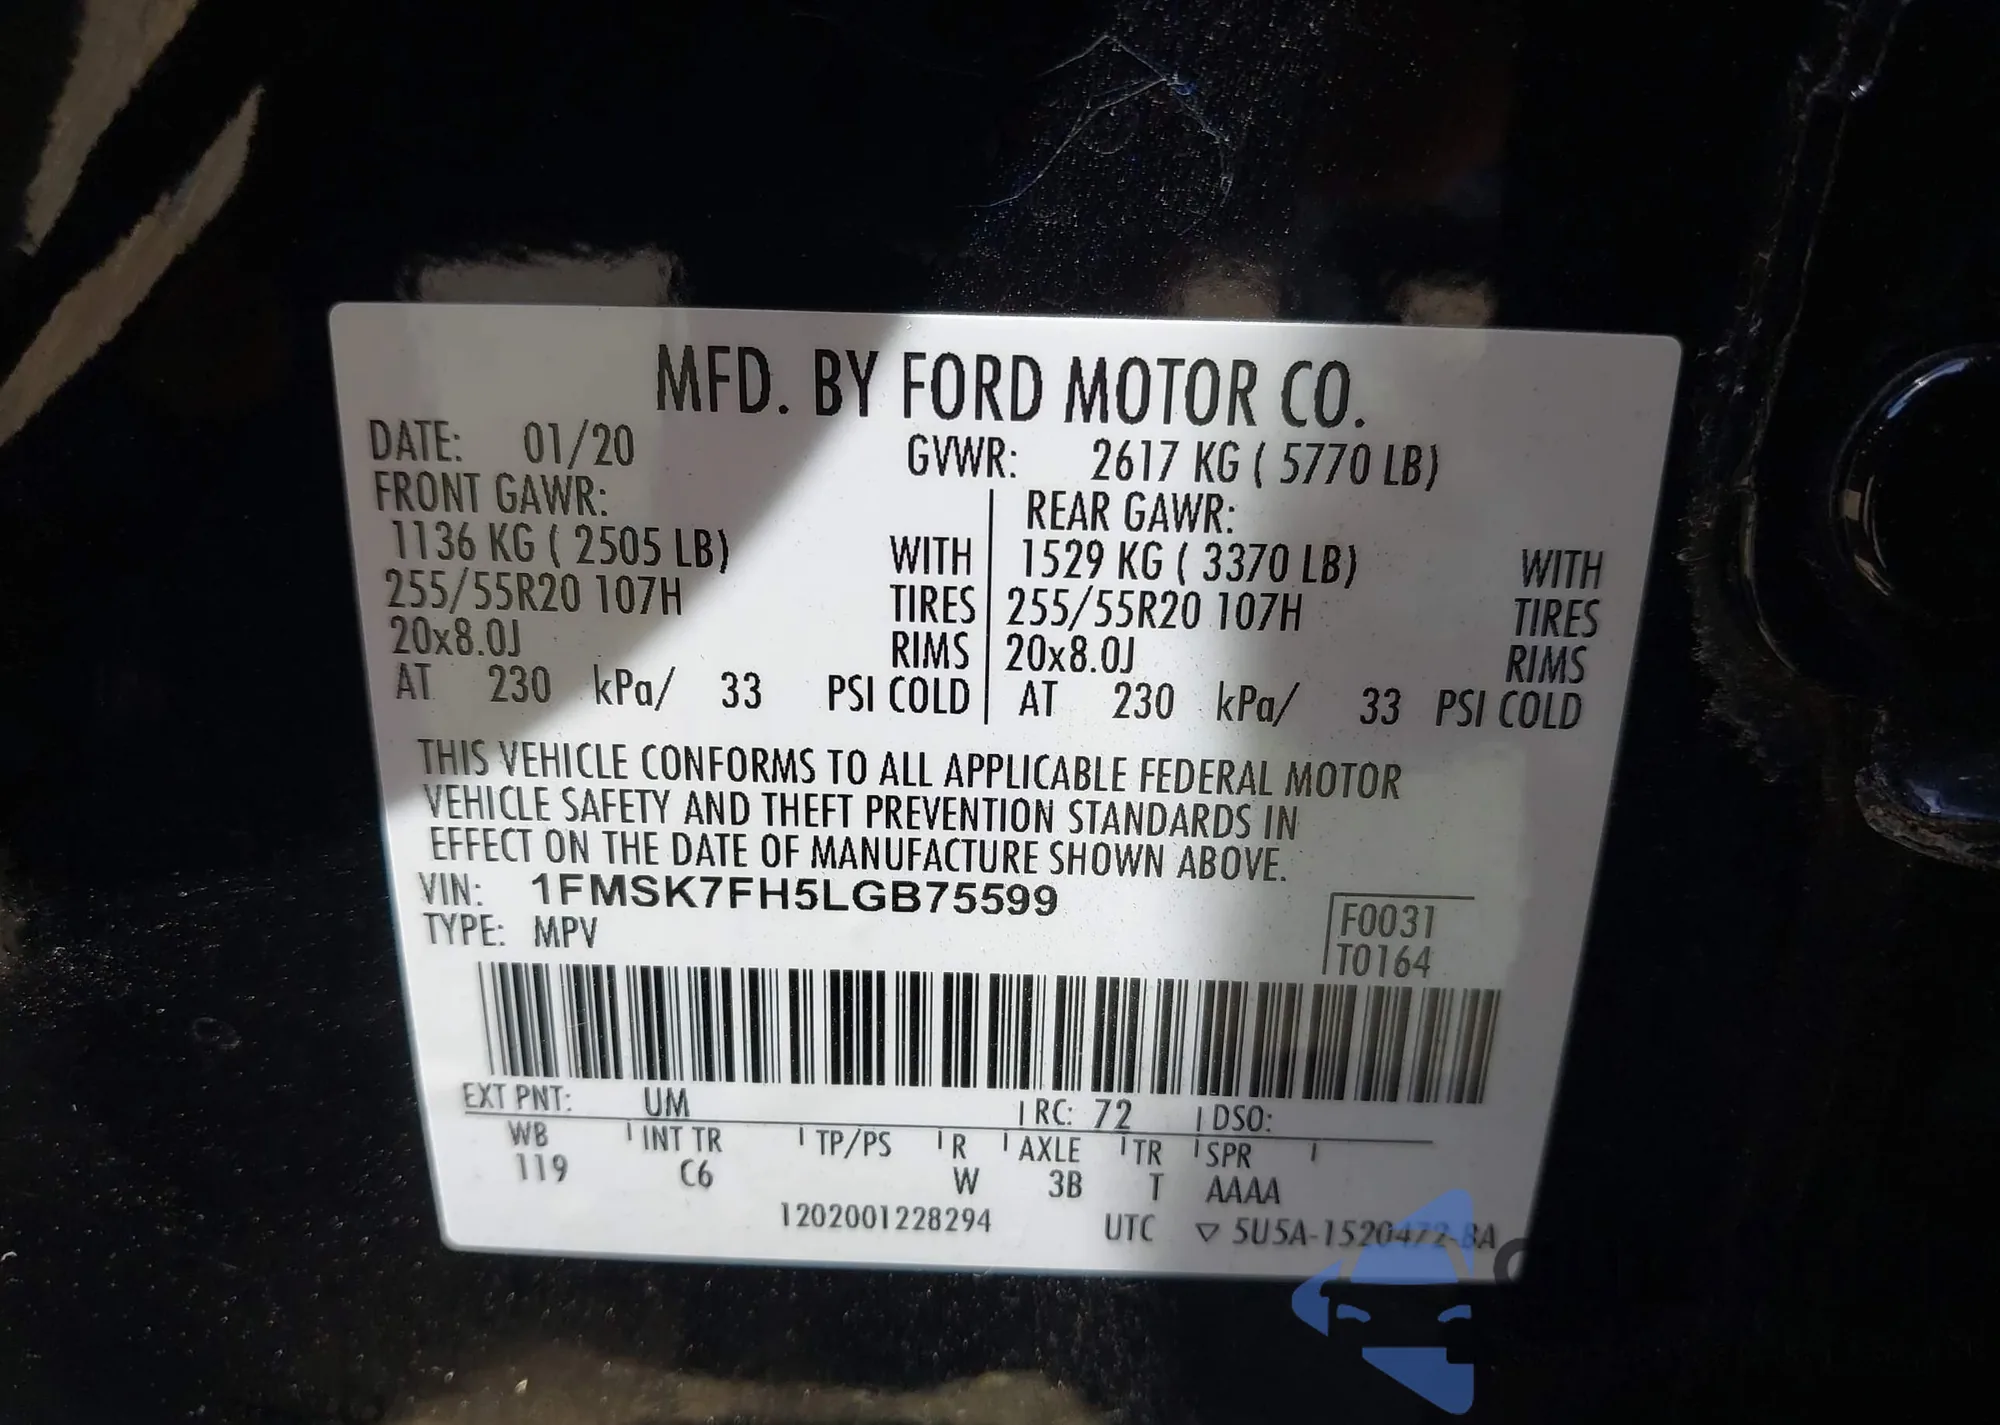 MFD. BY FORD MOTOR CO.
DATE: 01/20 GVWR: 2617 KG ( 5770 LB)
FRONT GAWR: REAR GAWR:
1136 KG ( 2505 LB) WITH 1529 KG ( 3370 LB) WITH
255/55R20 107H TIRES 255/55R20 107H TIRES
20x8.0J RIMS 20x8.0J RIMS
AT 230 kPa/ 33 PSI COLD AT 230 kPa/ 33 PSI COLD
THIS VEHICLE CONFORMS TO ALL APPLICABLE FEDERAL MOTOR
VEHICLE SAFETY AND THEFT PREVENTION STANDARDS IN
EFFECT ON THE DATE OF MANUFACTURE SHOWN ABOVE.
VIN: 1FMSK7FH5LGB75599
TYPE: MPV
F0031
T0164
EXT PNT: UM RC: 72 DSO:
WB INT TR TP/PS R AXLE TR SPR
119 C6 W 3B T AAAA
1202001228294 UTC ▽ 5U5A-1520472-BA